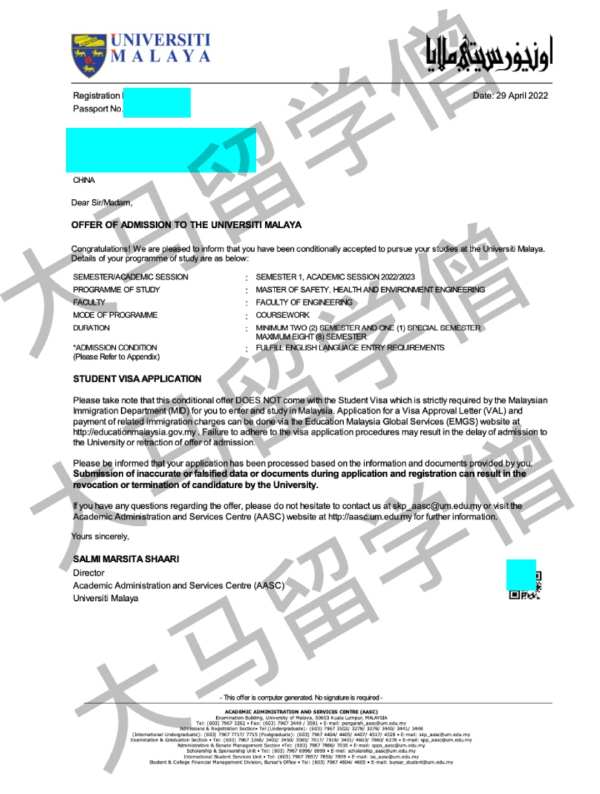 UNIVERSITI
MALAYA
اونيۏرسيتي ملايا
Registration
Passport No.
Date: 29 April 2022
CHINA
Dear Sir/Madam,
OFFER OF ADMISSION TO THE UNIVERSITI MALAYA
Congratulations! We are pleased to inform that you have been conditionally accepted to pursue your studies at the Universiti Malaya.
Details of your programme of study are as below:
SEMESTER/ACADEMIC SESSION : SEMESTER 1, ACADEMIC SESSION 2022/2023
PROGRAMME OF STUDY : MASTER OF SAFETY, HEALTH AND ENVIRONMENT ENGINEERING
FACULTY : FACULTY OF ENGINEERING
MODE OF PROGRAMME : COURSEWORK
DURATION : MINIMUM TWO (2) SEMESTER AND ONE (1) SPECIAL SEMESTER
MAXIMUM EIGHT (8) SEMESTER
*ADMISSION CONDITION : FULFILL ENGLISH LANGUAGE ENTRY REQUIREMENTS
(Please Refer to Appendix)
STUDENT VISA APPLICATION
Please take note that this conditional offer DOES NOT come with the Student Visa which is strictly required by the Malaysian
Immigration Department (MID) for you to enter and study in Malaysia. Application for a Visa Approval Letter (VAL) and
payment of related immigration charges can be done via the Education Malaysia Global Services (EMGS) website at
http://educationmalaysia.gov.my . Failure to adhere to the visa application procedures may result in the delay of admission to
the University or retraction of offer of admission.
Please be informed that your application has been processed based on the information and documents provided by you.
Submission of inaccurate or falsified data or documents during application and registration can result in the
revocation or termination of candidature by the University.
If you have any questions regarding the offer, please do not hesitate to contact us at skp_aasc@um.edu.my or visit the
Academic Administration and Services Centre (AASC) website at http://aasc.um.edu.my for further information.
Yours sincerely,
SALMI MARSITA SHAARI
Director
Academic Administration and Services Centre (AASC)
Universiti Malaya
- This offer is computer generated. No signature is required -
ACADEMIC ADMINISTRATION AND SERVICES CENTRE (AASC)
Examination Building, University of Malaya, 50603 Kuala Lumpur, MALAYSIA
大马留学僧
大马留学僧
大马留学僧